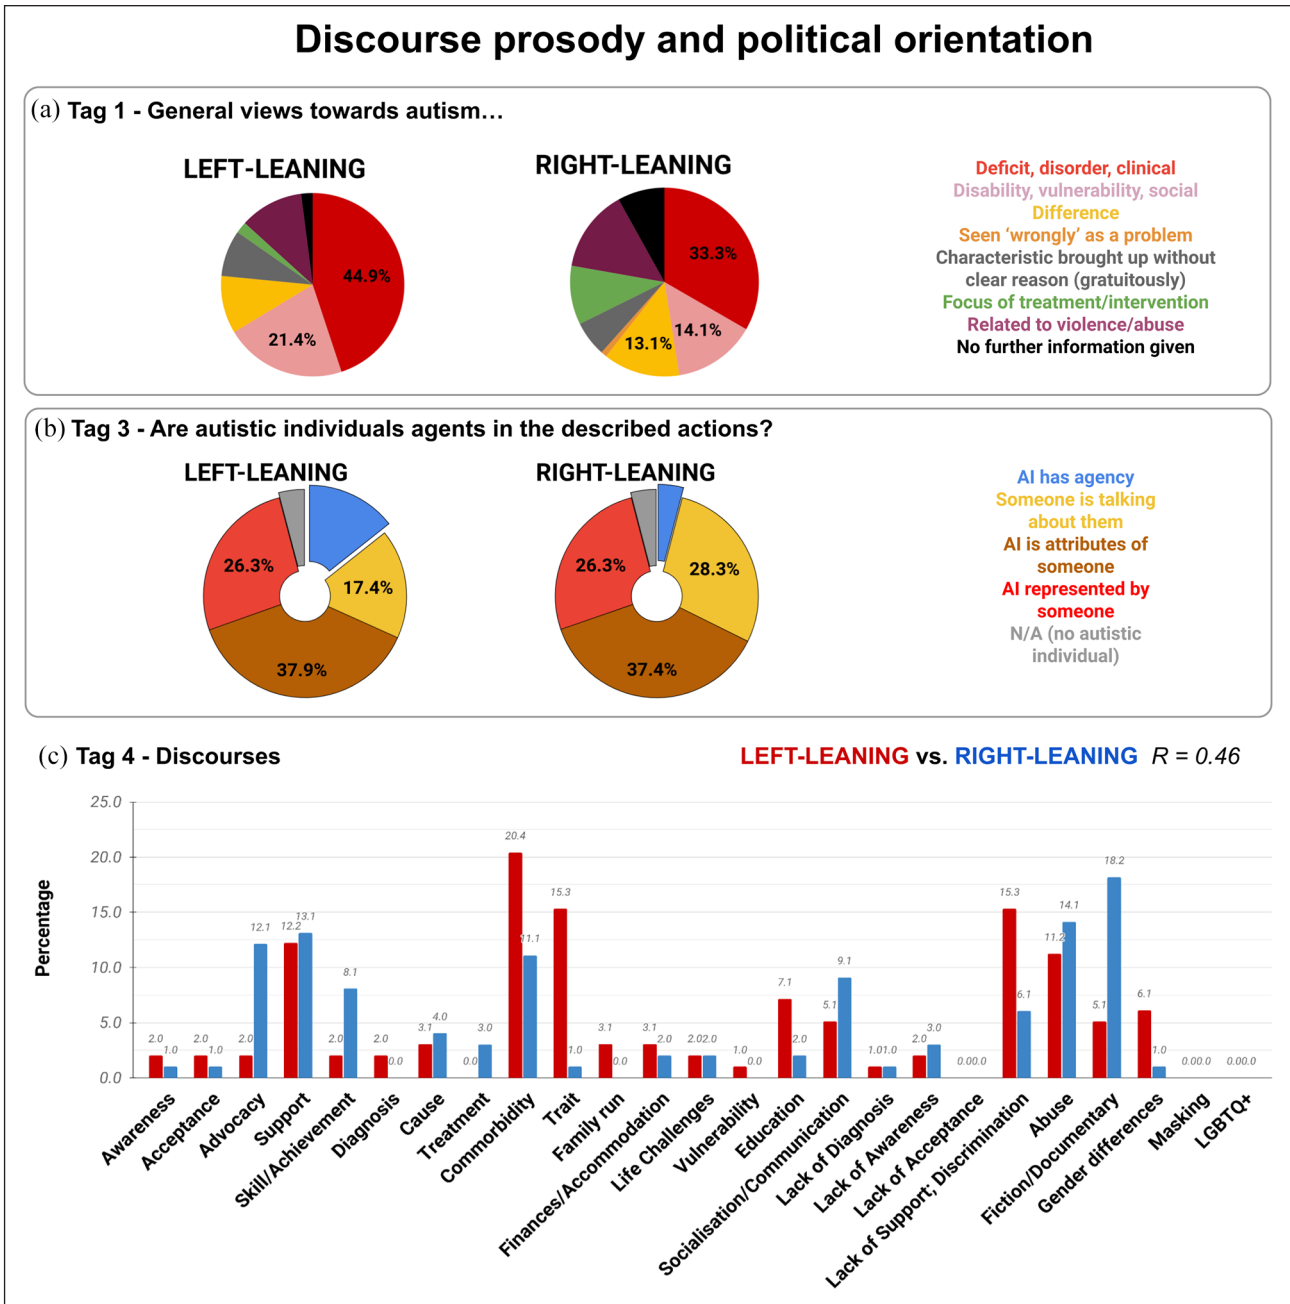 Discourse prosody and political orientation
(a) Tag 1 - General views towards autism...
LEFT-LEANING
RIGHT-LEANING
44.9%
21.4%
33.3%
14.1%
13.1%
Deficit, disorder, clinical
Disability, vulnerability, social
Difference
Seen ‘wrongly’ as a problem
Characteristic brought up without
clear reason (gratuitously)
Focus of treatment/intervention
Related to violence/abuse
No further information given
(b) Tag 3 - Are autistic individuals agents in the described actions?
LEFT-LEANING
RIGHT-LEANING
26.3%
17.4%
37.9%
26.3%
28.3%
37.4%
AI has agency
Someone is talking
about them
AI is attributes of
someone
AI represented by
someone
N/A (no autistic
individual)
(c) Tag 4 - Discourses
LEFT-LEANING vs. RIGHT-LEANING R = 0.46
Percentage
25.0
20.0
15.0
10.0
5.0
0.0
2.0 1.0
2.0 1.0
2.0 12.1
12.2 13.1
2.0 8.1
2.0 0.0
3.1 4.0
0.0 3.0
20.4 11.1
15.3 1.0
3.1 0.0
3.1 2.0
2.0 2.0
1.0 0.0
7.1 2.0
5.1 9.1
1.0 1.0
2.0 3.0
0.0 0.0
15.3 6.1
11.2 14.1
5.1 18.2
6.1 1.0
0.0 0.0
0.0 0.0
Awareness
Acceptance
Advocacy
Support
Skill/Achievement
Diagnosis
Cause
Treatment
Commorbidity
Trait
Family run
Finances/Accommodation
Life Challenges
Vulnerability
Education
Socialisation/Communication
Lack of Diagnosis
Lack of Awareness
Lack of Acceptance
Lack of Support; Discrimination
Abuse
Fiction/Documentary
Gender differences
Masking
LGBTQ+